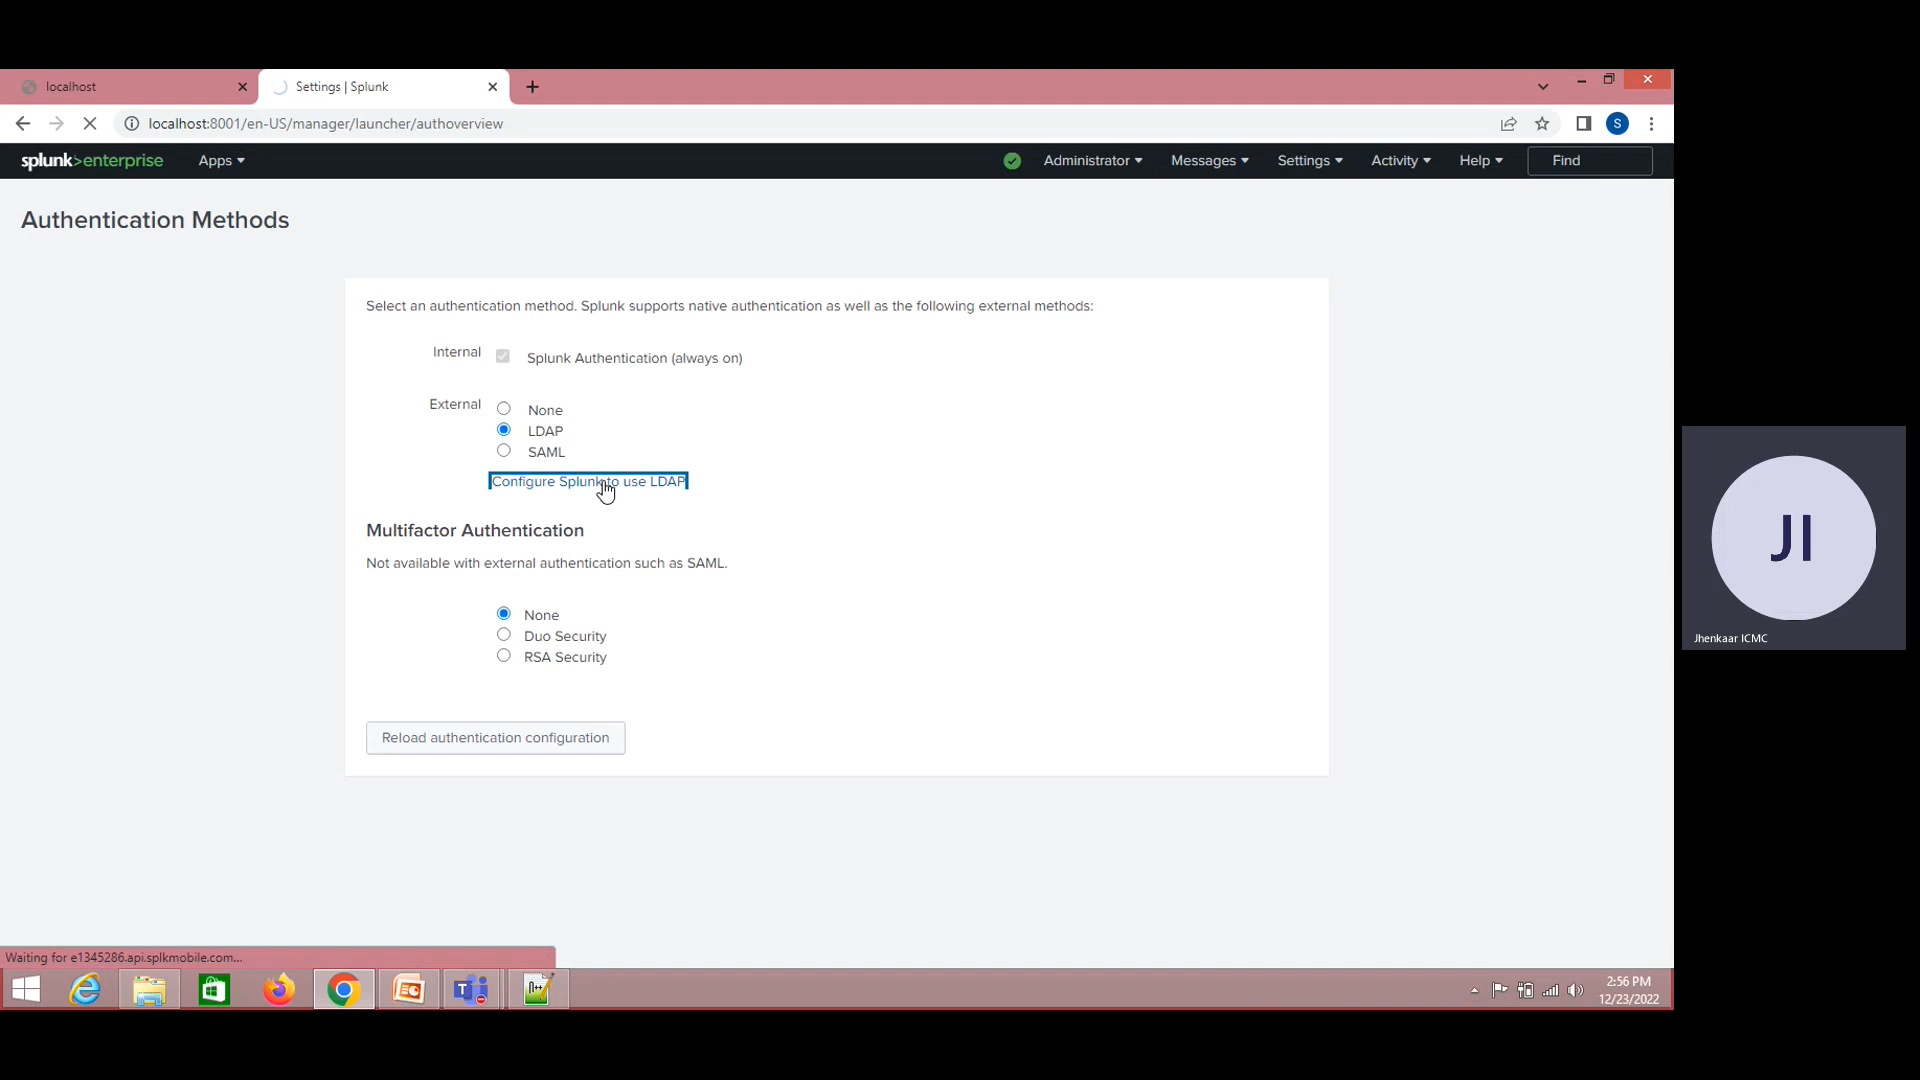 localhost
Settings | Splunk
localhost:8001/en-US/manager/launcher/authoverview
S
splunk>enterprise Apps Administrator Messages Settings Activity Help Find
Authentication Methods
Select an authentication method. Splunk supports native authentication as well as the following external methods:
Internal Splunk Authentication (always on)
External None
LDAP
SAML
Configure Splunk to use LDAP
Multifactor Authentication
Not available with external authentication such as SAML.
None
Duo Security
RSA Security
Reload authentication configuration
JI
Jhenkaar ICMC
Waiting for e1345286.api.splkmobile.com...
2:56 PM
12/23/2022